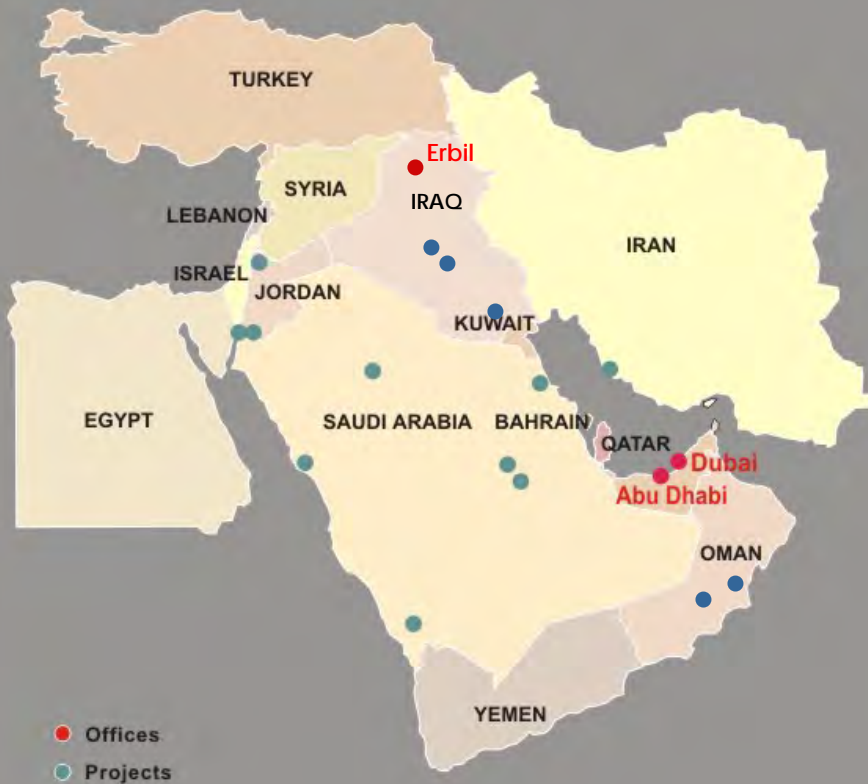 TURKEY
Erbil
SYRIA
IRAQ
LEBANON
IRAN
ISRAEL
JORDAN
KUWAIT
EGYPT
SAUDI ARABIA
BAHRAIN
QATAR
Dubai
Abu Dhabi
OMAN
YEMEN
Offices
Projects